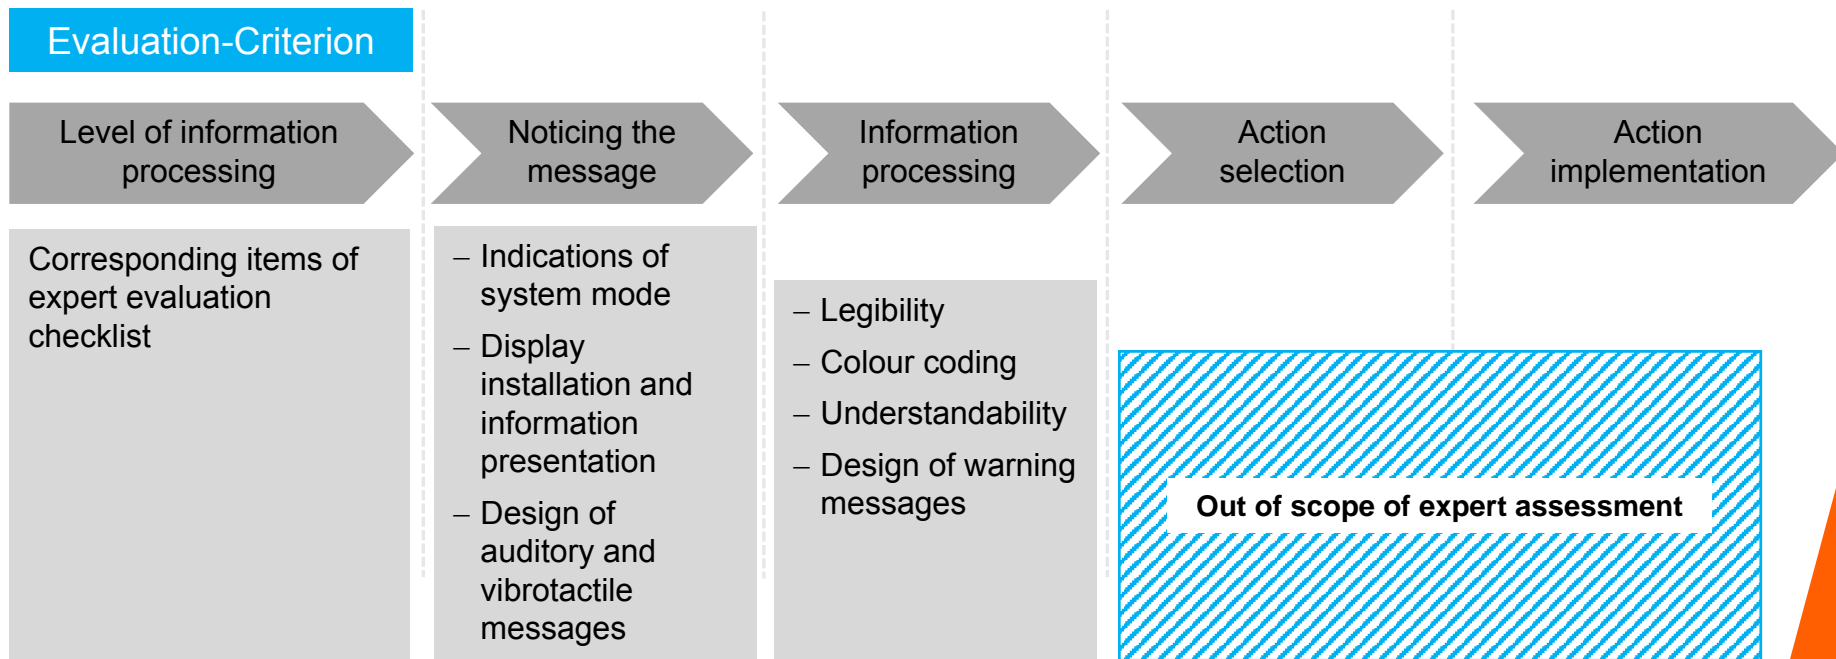 Evaluation-Criterion
Level of information
processing
Noticing the
message
Information
processing
Action
selection
Action
implementation
Corresponding items of
expert evaluation
checklist
– Indications of
system mode
– Display
installation and
information
presentation
– Design of
auditory and
vibrotactile
messages
– Legibility
– Colour coding
– Understandability
– Design of warning
messages
Out of scope of expert assessment